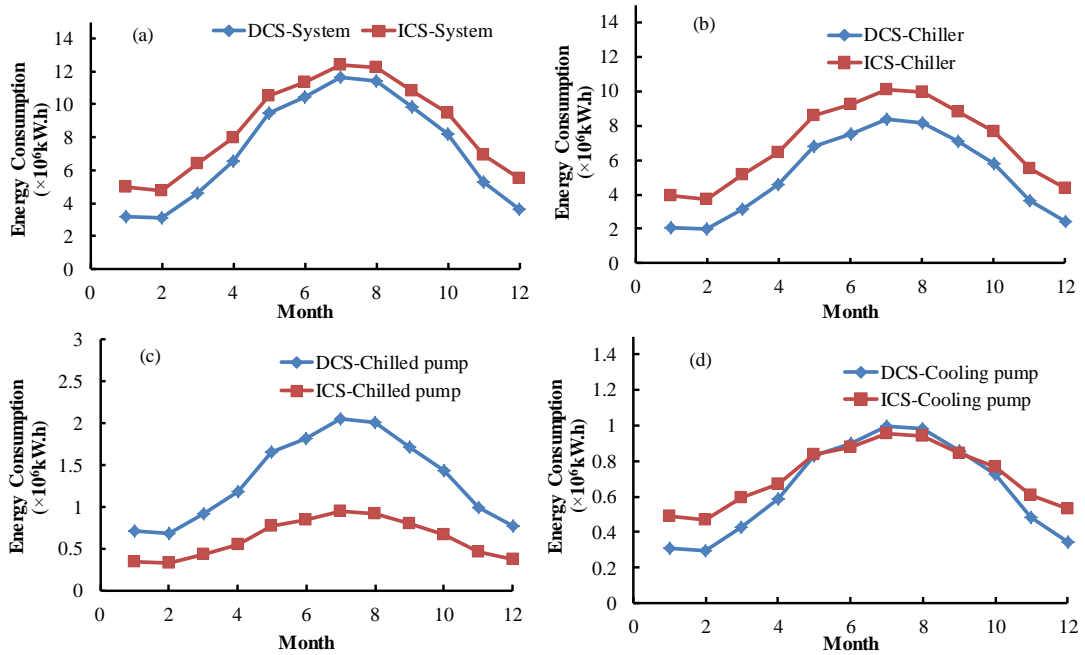 (a)
DCS-System
ICS-System
Energy Consumption
(×10⁶kW.h)
14
12
10
8
6
4
2
0
0 2 4 6 8 10 12
Month
(b)
DCS-Chiller
ICS-Chiller
Energy Consumption
(×10⁶kW.h)
14
12
10
8
6
4
2
0
0 2 4 6 8 10 12
Month
(c)
DCS-Chilled pump
ICS-Chilled pump
Energy Consumption
(×10⁶kW.h)
3
2.5
2
1.5
1
0.5
0
0 2 4 6 8 10 12
Month
(d)
DCS-Cooling pump
ICS-Cooling pump
Energy Consumption
(×10⁶kW.h)
1.4
1.2
1
0.8
0.6
0.4
0.2
0
0 2 4 6 8 10 12
Month